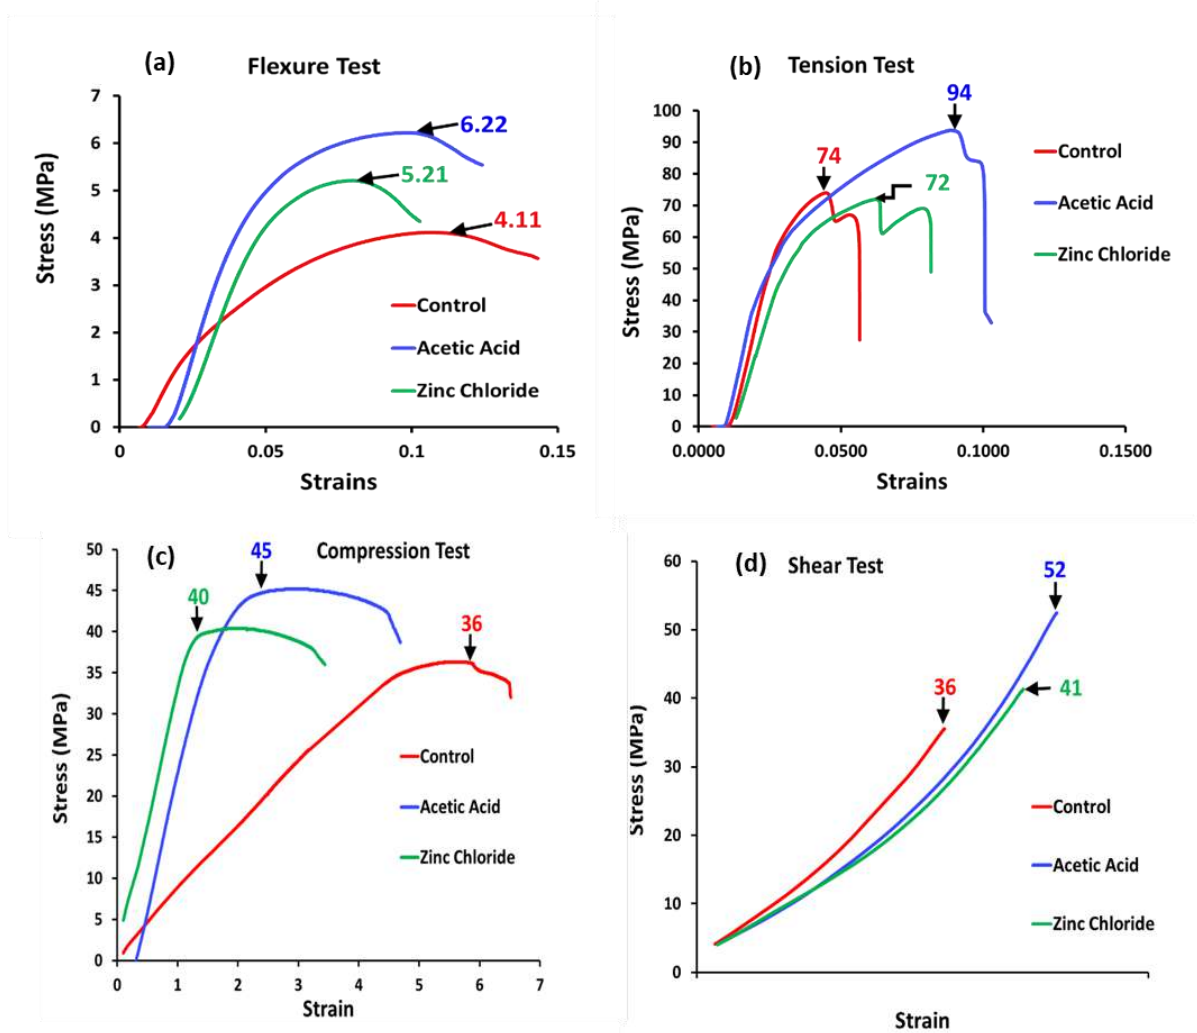 (a)
Flexure Test
7
6
5
4
3
2
1
0
Stress (MPa)
6.22
5.21
4.11
Control
Acetic Acid
Zinc Chloride
0 0.05 0.1 0.15
Strains
(b)
Tension Test
100
90
80
70
60
50
40
30
20
10
0
Stress (MPa)
94
74
72
Control
Acetic Acid
Zinc Chloride
0.0000 0.0500 0.1000 0.1500
Strains
(c)
Compression Test
50
45
40
35
30
25
20
15
10
5
0
Stress (MPa)
45
40
36
Control
Acetic Acid
Zinc Chloride
0 1 2 3 4 5 6 7
Strain
(d)
Shear Test
60
50
40
30
20
10
0
Stress (MPa)
52
36
41
Control
Acetic Acid
Zinc Chloride
Strain